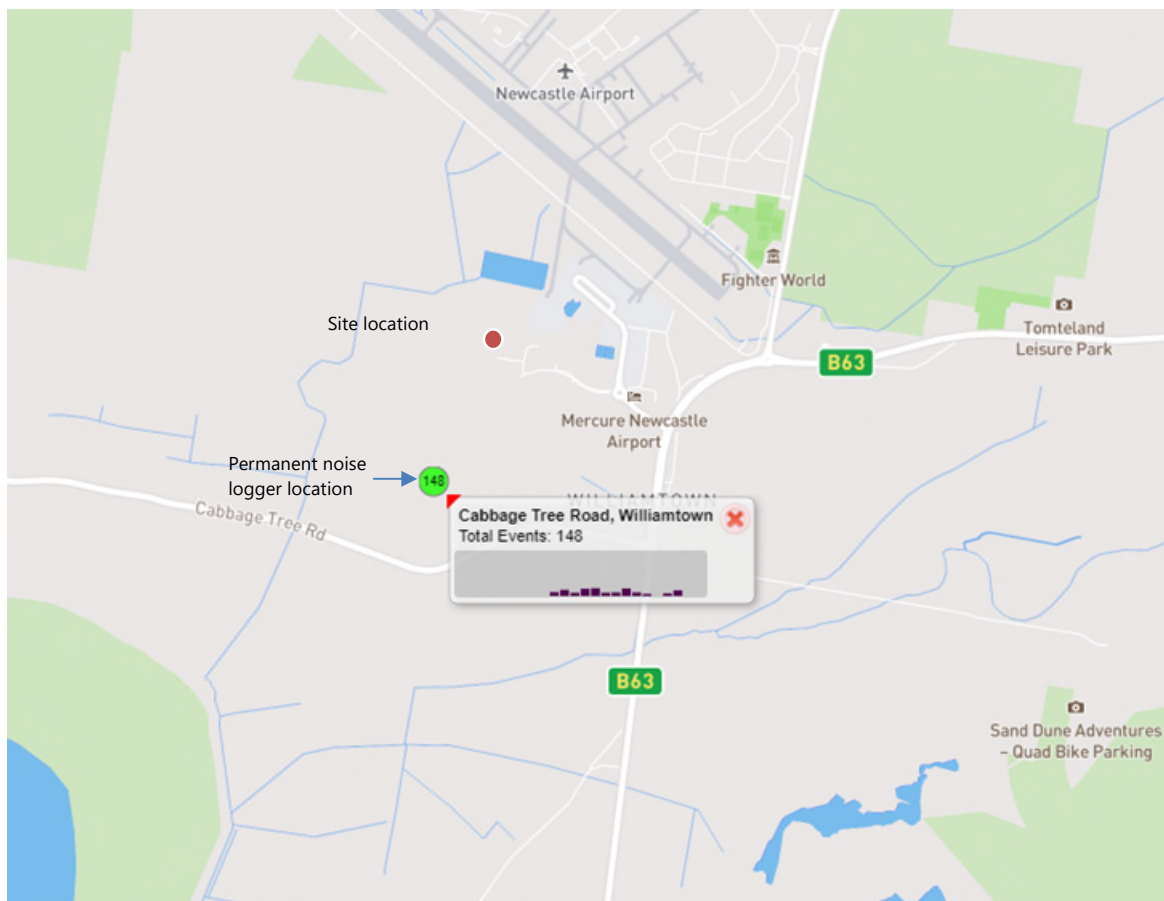 Newcastle Airport
Fighter World
Site location
Tomteland
Leisure Park
B63
Mercure Newcastle
Airport
Permanent noise
logger location
148
WILLIAMTOWN
Cabbage Tree Rd
Cabbage Tree Road, Williamtown
Total Events: 148
B63
Sand Dune Adventures
– Quad Bike Parking